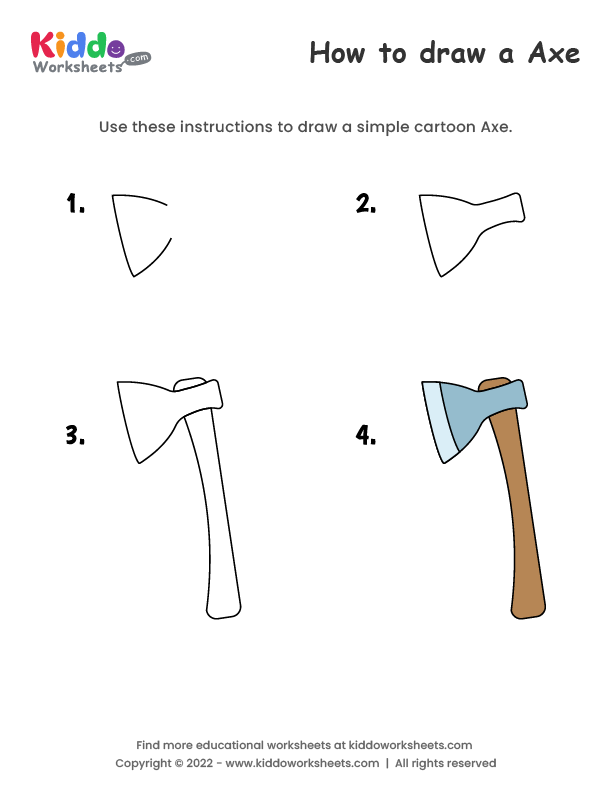 Kiddo
Worksheets.com
How to draw a Axe
Use these instructions to draw a simple cartoon Axe.
1.
2.
3.
4.
Find more educational worksheets at kiddoworksheets.com
Copyright © 2022 - www.kiddoworksheets.com | All rights reserved